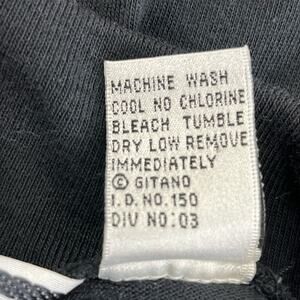 MACHINE WASH
COOL NO CHLORINE
BLEACH TUMBLE
DRY LOW REMOVE
IMMEDIATELY
© GITANO
I.D.NO.150
DIV NO:03